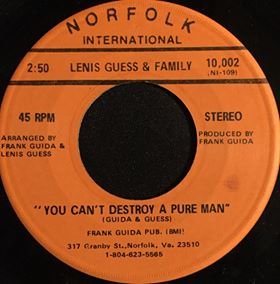 NORFOLK
INTERNATIONAL
2:50 LENIS GUESS & FAMILY 10,002
(NI-109)
45 RPM STEREO
ARRANGED BY PRODUCED BY
FRANK GUIDA & FRANK GUIDA
LENIS GUESS
"YOU CAN'T DESTROY A PURE MAN"
(GUIDA & GUESS)
FRANK GUIDA PUB. (BMI)
317 Granby St., Norfolk, Va. 23510
1-804-623-5565